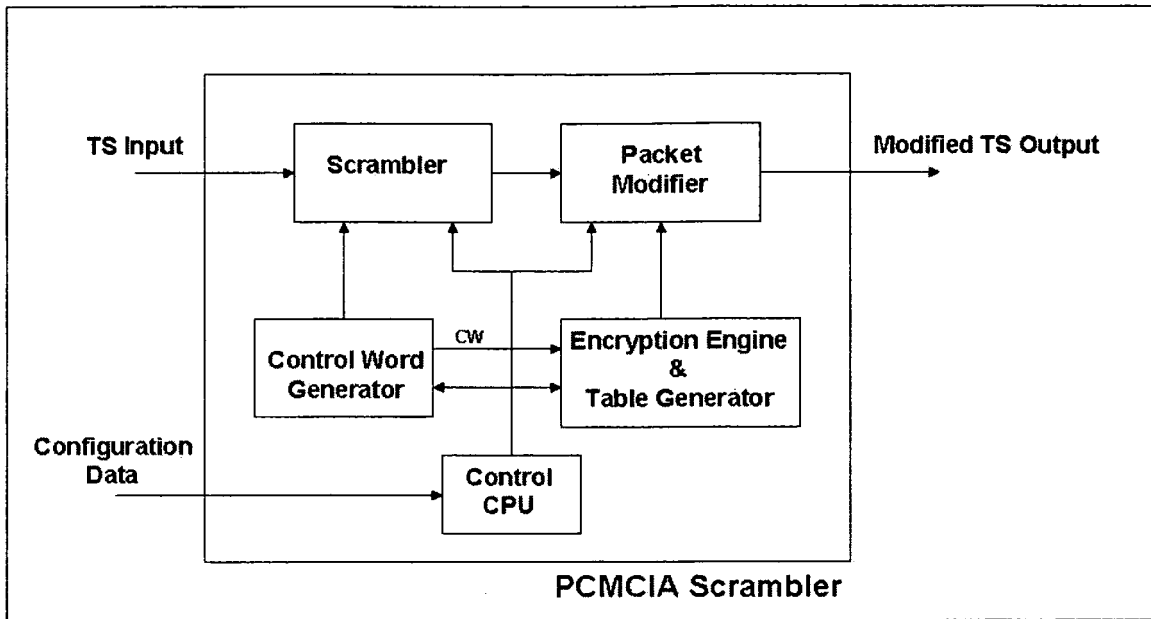 TS Input
Scrambler
Packet
Modifier
Modified TS Output
Control Word
Generator
CW
Encryption Engine
&
Table Generator
Configuration
Data
Control
CPU
PCMCIA Scrambler